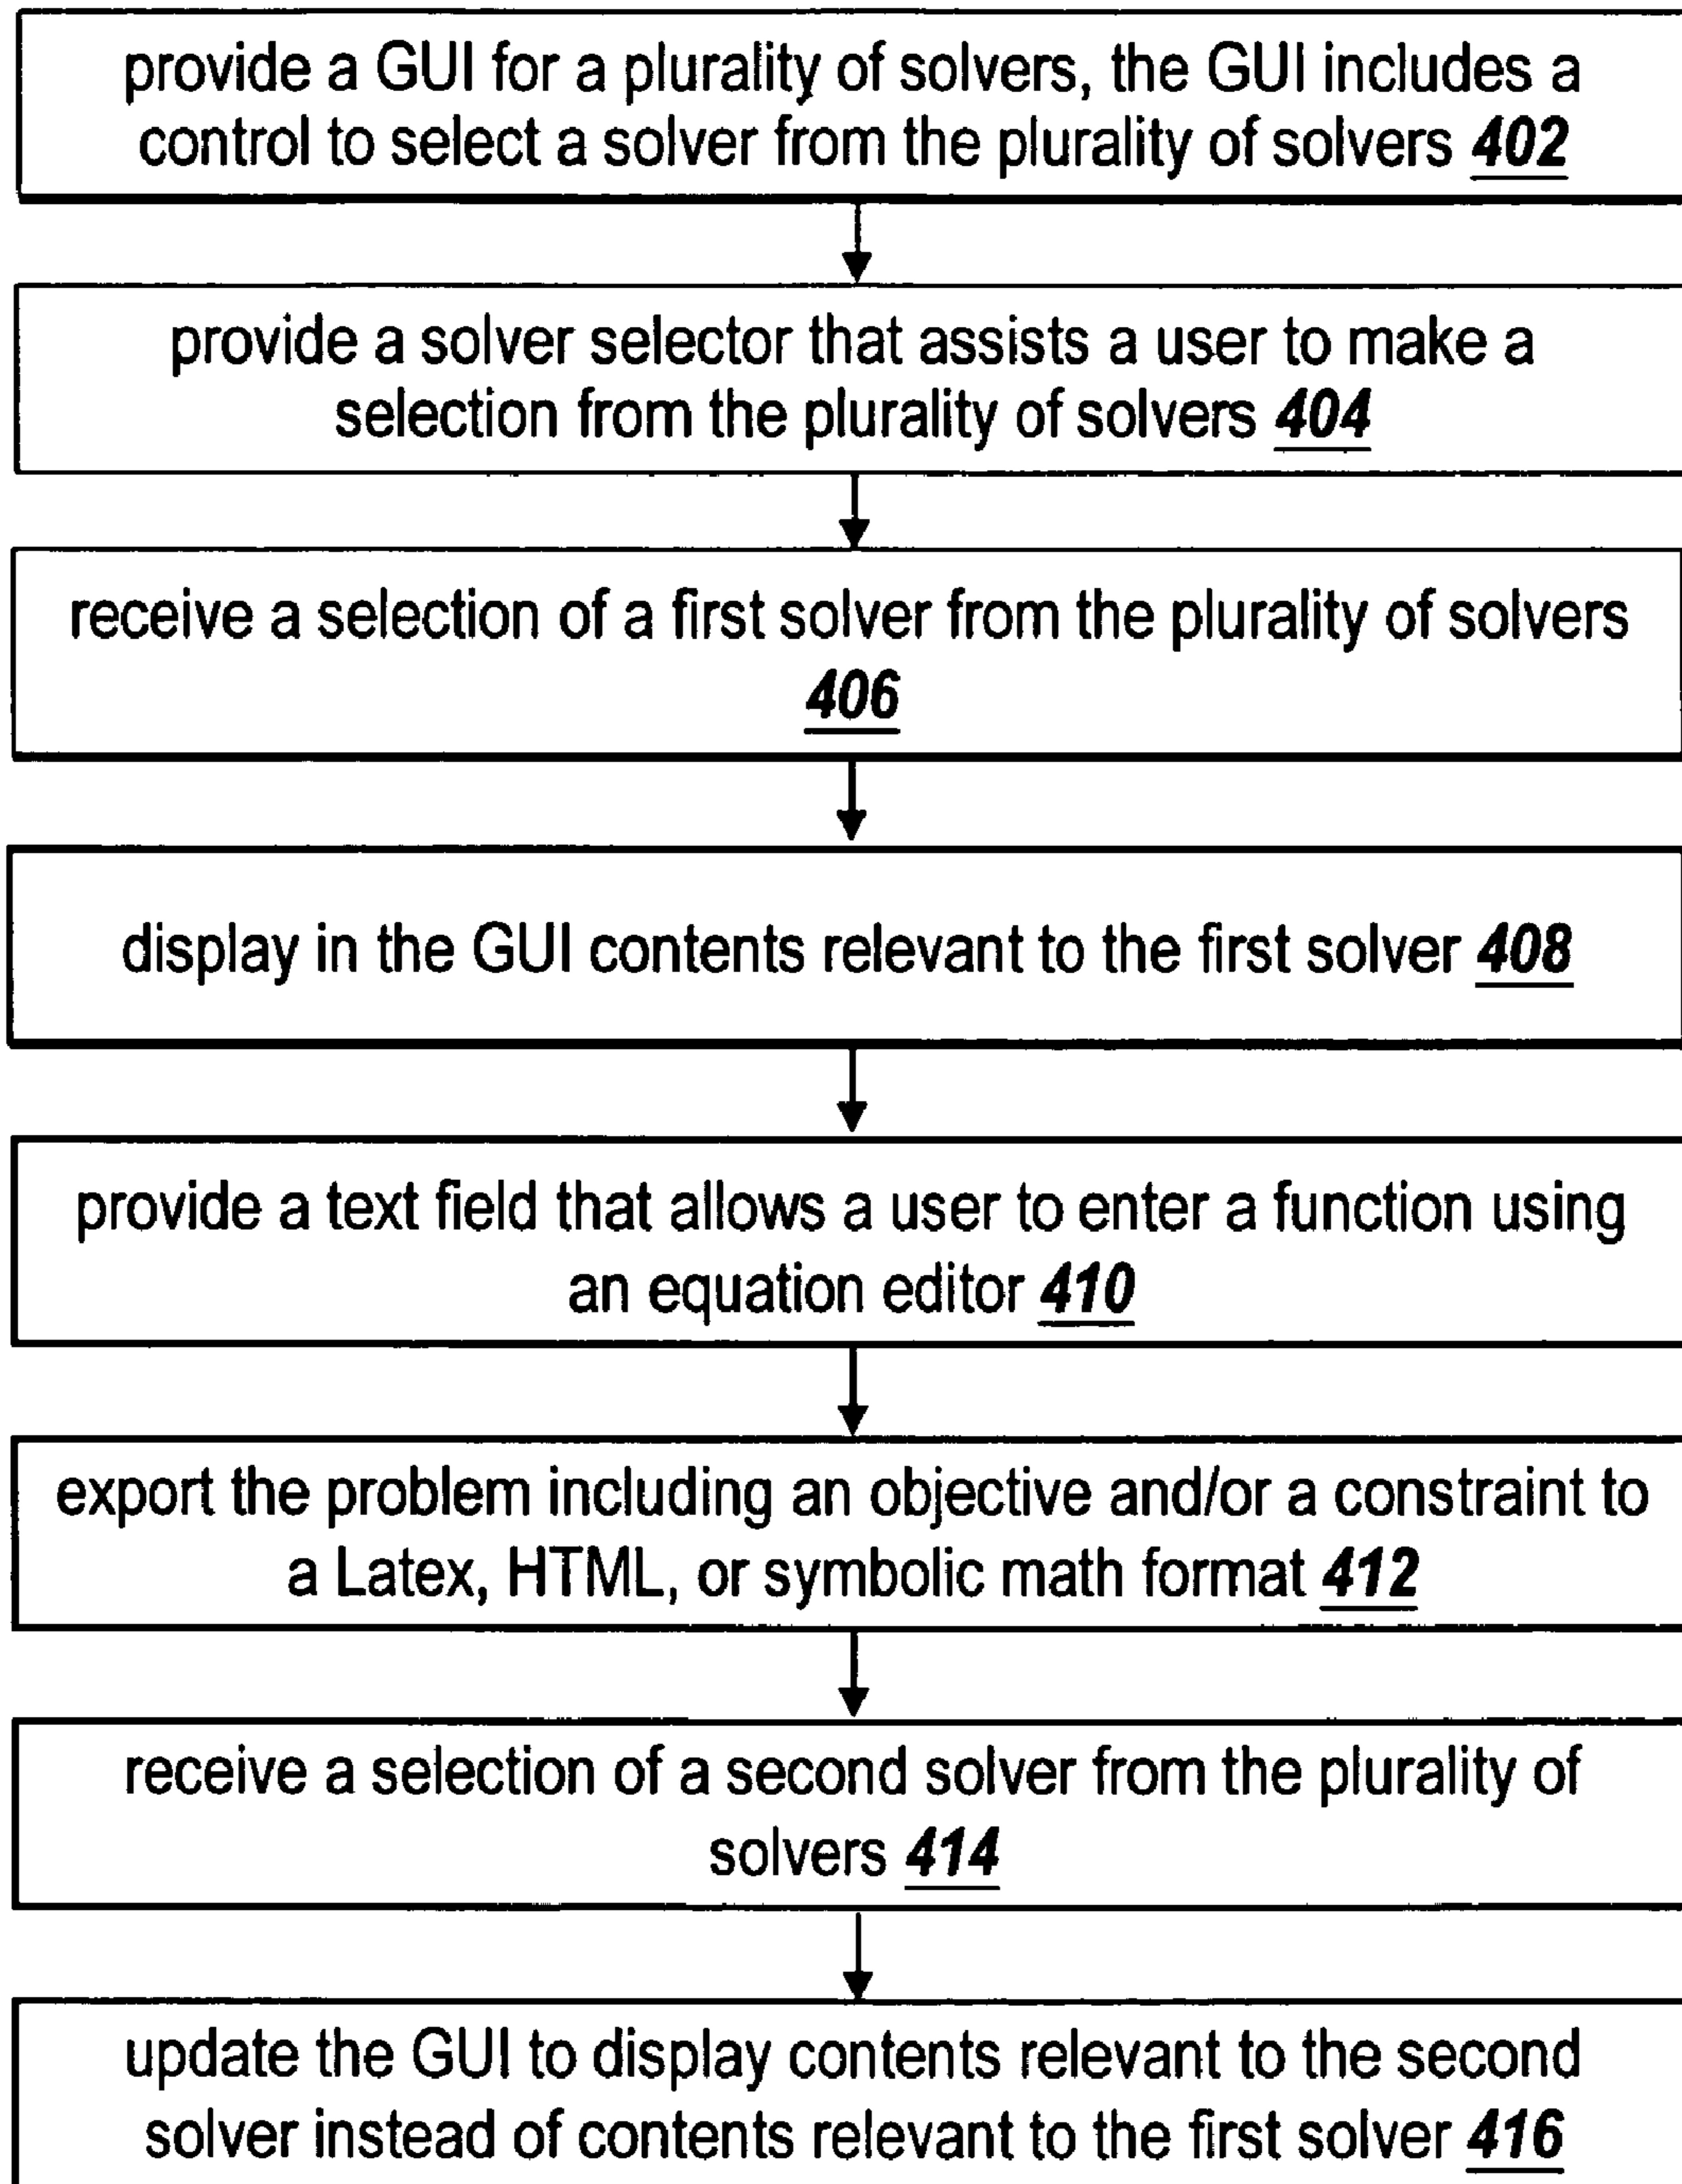 provide a GUI for a plurality of solvers, the GUI includes a
control to select a solver from the plurality of solvers 402
provide a solver selector that assists a user to make a
selection from the plurality of solvers 404
receive a selection of a first solver from the plurality of solvers
406
display in the GUI contents relevant to the first solver 408
provide a text field that allows a user to enter a function using
an equation editor 410
export the problem including an objective and/or a constraint to
a Latex, HTML, or symbolic math format 412
receive a selection of a second solver from the plurality of
solvers 414
update the GUI to display contents relevant to the second
solver instead of contents relevant to the first solver 416